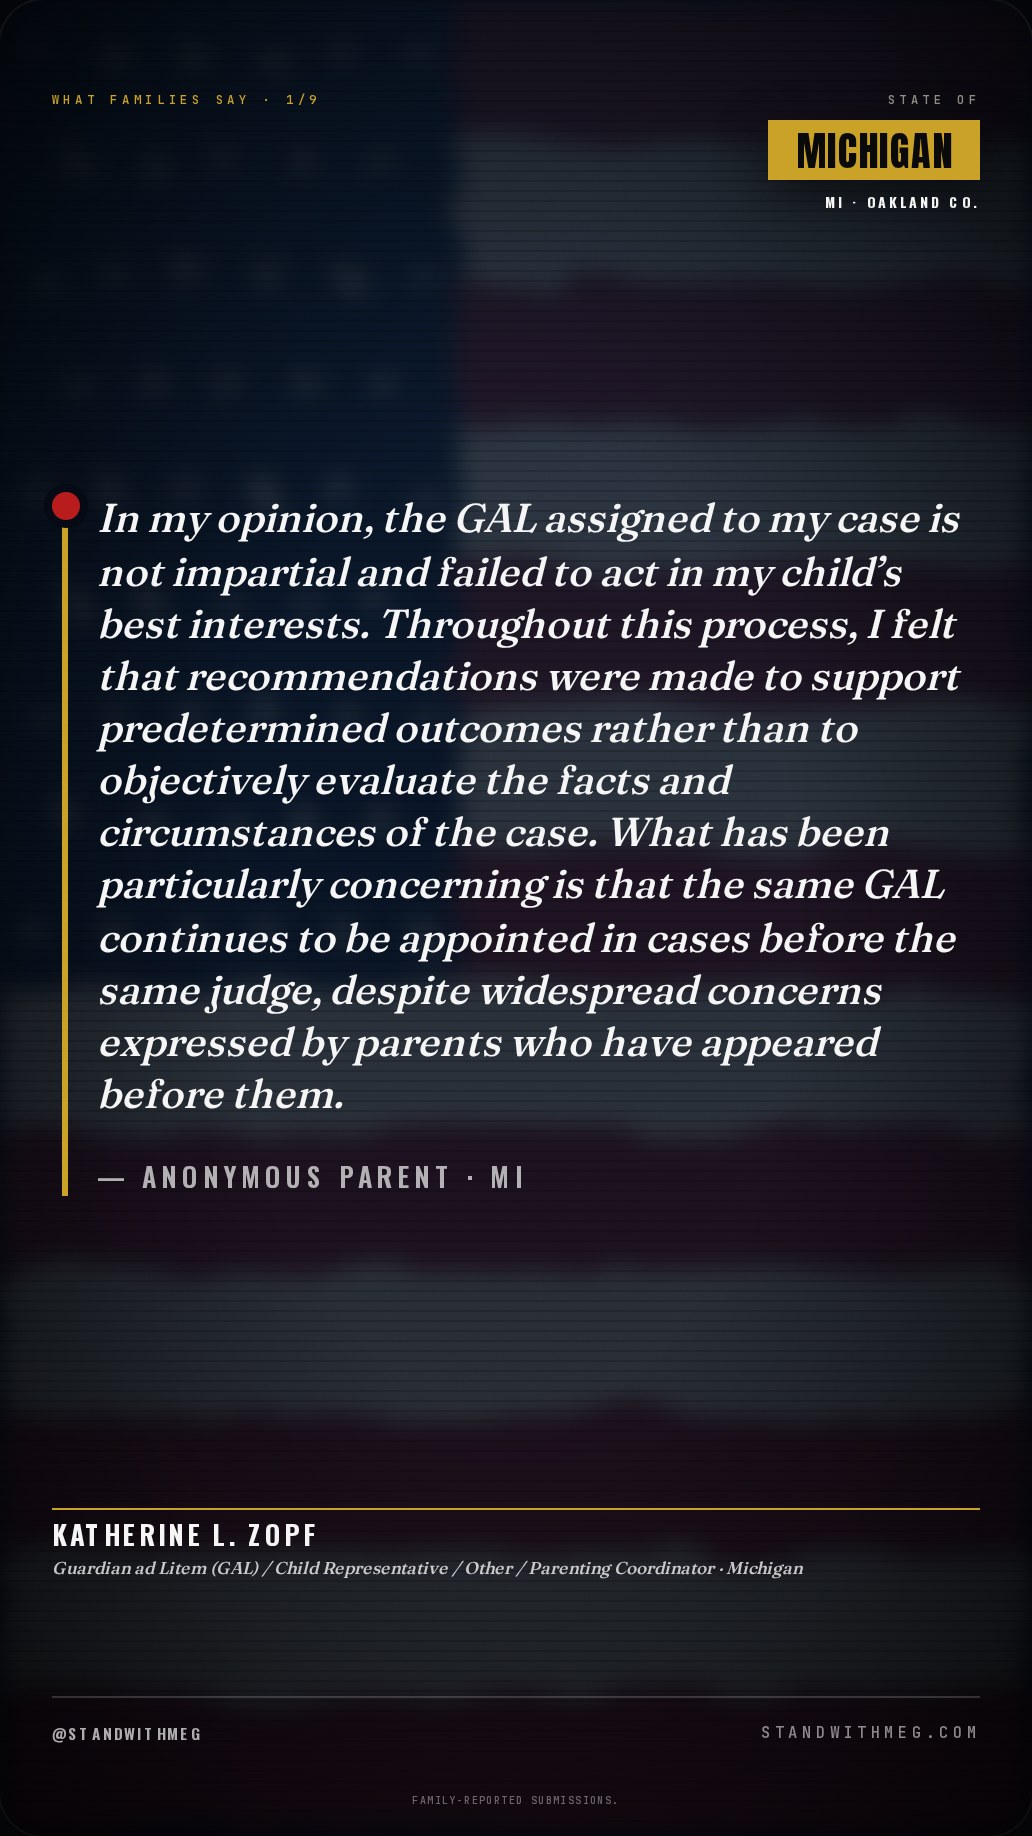 WHAT FAMILIES SAY · 1/9
STATE OF
MICHIGAN
MI · OAKLAND CO.
In my opinion, the GAL assigned to my case is
not impartial and failed to act in my child’s
best interests. Throughout this process, I felt
that recommendations were made to support
predetermined outcomes rather than to
objectively evaluate the facts and
circumstances of the case. What has been
particularly concerning is that the same GAL
continues to be appointed in cases before the
same judge, despite widespread concerns
expressed by parents who have appeared
before them.
— ANONYMOUS PARENT · MI
KATHERINE L. ZOPF
Guardian ad Litem (GAL) / Child Representative / Other / Parenting Coordinator · Michigan
@STANDWITHMEG
STANDWITHMEG.COM
FAMILY-REPORTED SUBMISSIONS.